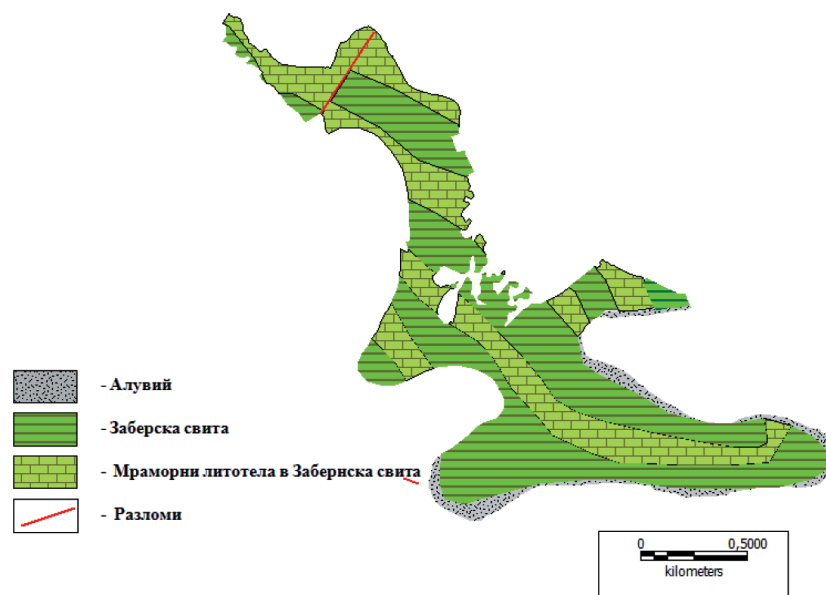 - Алувий
- Заберска свита
- Мраморни литотела в Забернска свита
- Разломи
0 0,5000
kilometers